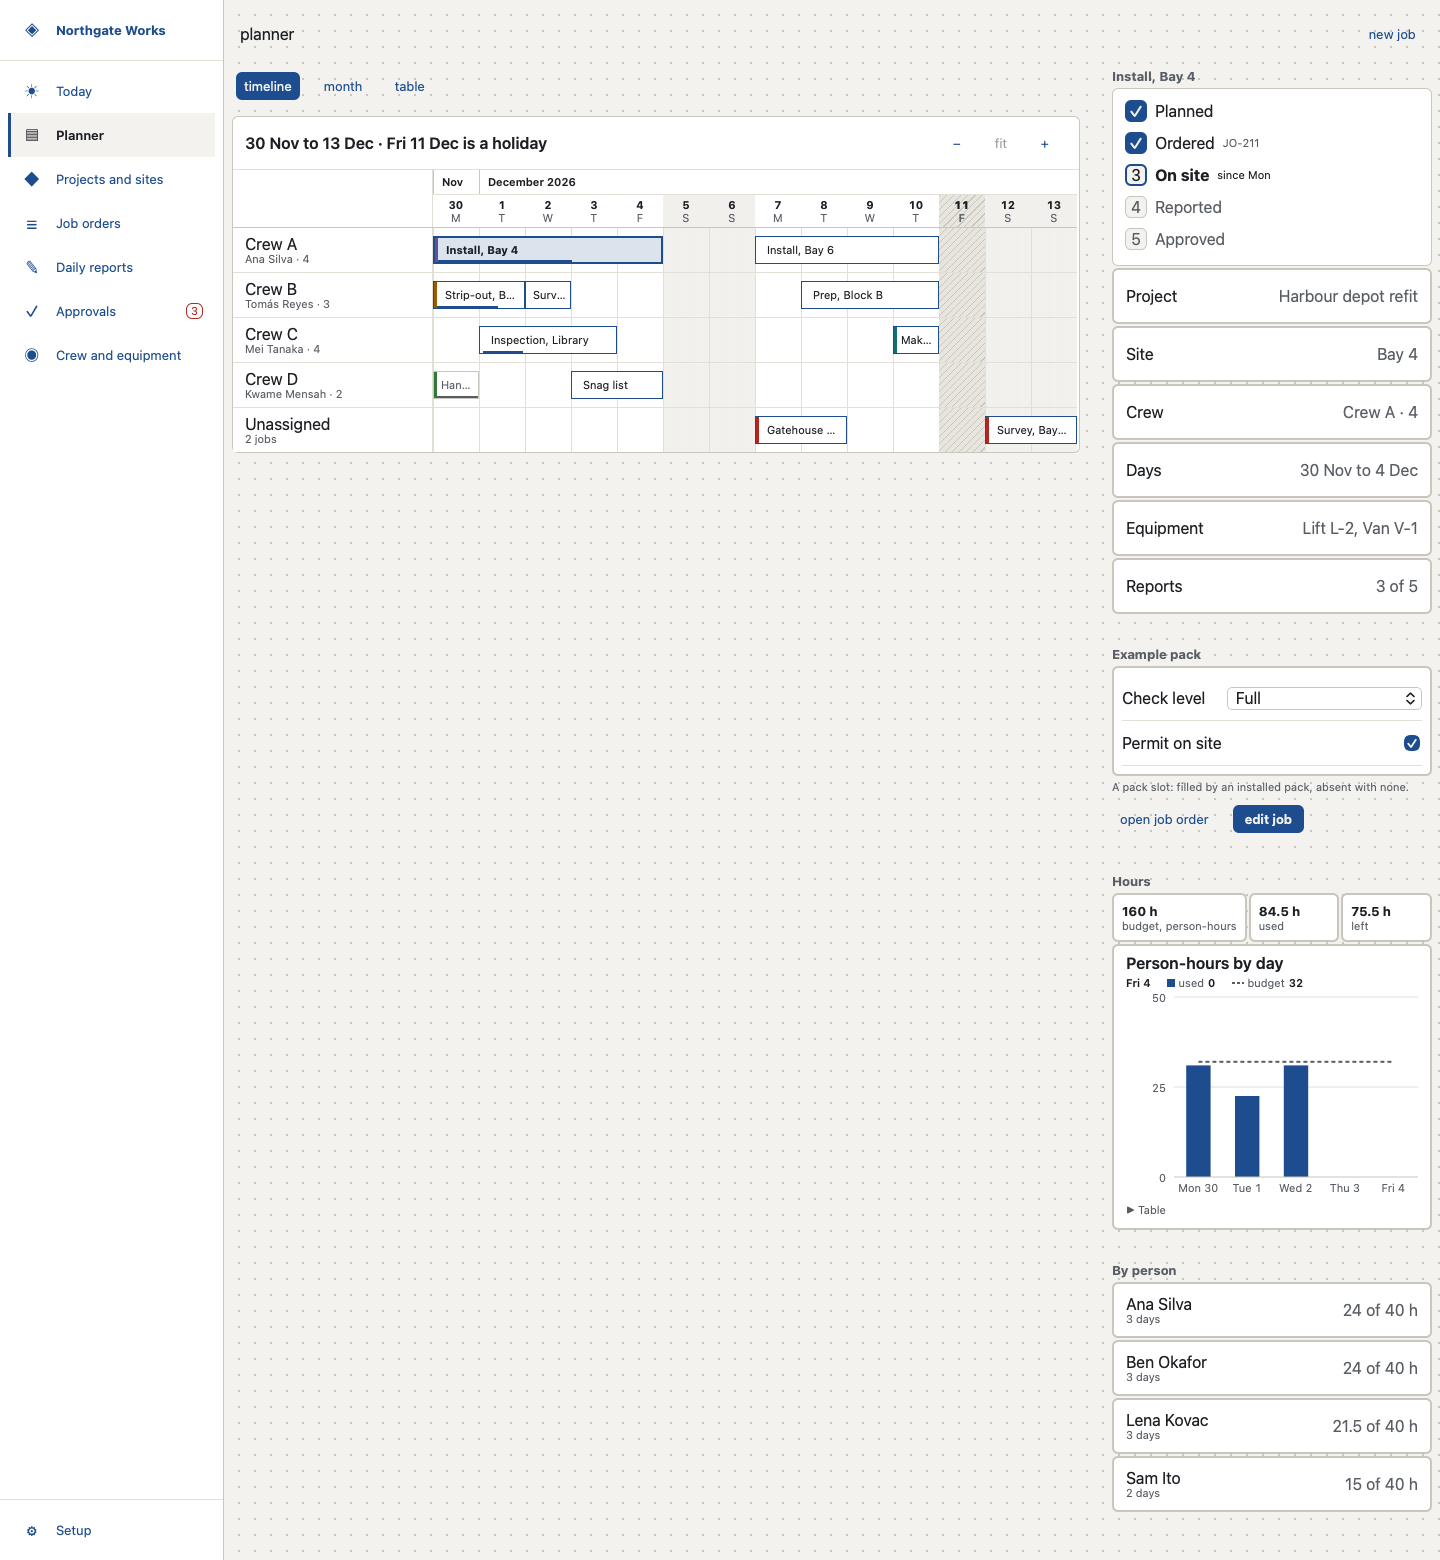 Northgate Works
Today
Planner
Projects and sites
Job orders
Daily reports
Approvals 3
Crew and equipment
Setup
planner
new job
timeline month table
30 Nov to 13 Dec · Fri 11 Dec is a holiday
− fit +
Nov December 2026
30 1 2 3 4 5 6 7 8 9 10 11 12 13
M T W T F S S M T W T F S S
Crew A
Ana Silva · 4
Install, Bay 4
Install, Bay 6
Crew B
Tomás Reyes · 3
Strip-out, B...
Surv...
Prep, Block B
Crew C
Mei Tanaka · 4
Inspection, Library
Mak...
Crew D
Kwame Mensah · 2
Han...
Snag list
Unassigned
2 jobs
Gatehouse ...
Survey, Bay...
Install, Bay 4
Planned
Ordered JO-211
3 On site since Mon
4 Reported
5 Approved
Project Harbour depot refit
Site Bay 4
Crew Crew A · 4
Days 30 Nov to 4 Dec
Equipment Lift L-2, Van V-1
Reports 3 of 5
Example pack
Check level Full
Permit on site
A pack slot: filled by an installed pack, absent with none.
open job order edit job
Hours
160 h
budget, person-hours
84.5 h
used
75.5 h
left
Person-hours by day
Fri 4 used 0 budget 32
50
25
0
Mon 30 Tue 1 Wed 2 Thu 3 Fri 4
Table
By person
Ana Silva
3 days
24 of 40 h
Ben Okafor
3 days
24 of 40 h
Lena Kovac
3 days
21.5 of 40 h
Sam Ito
2 days
15 of 40 h